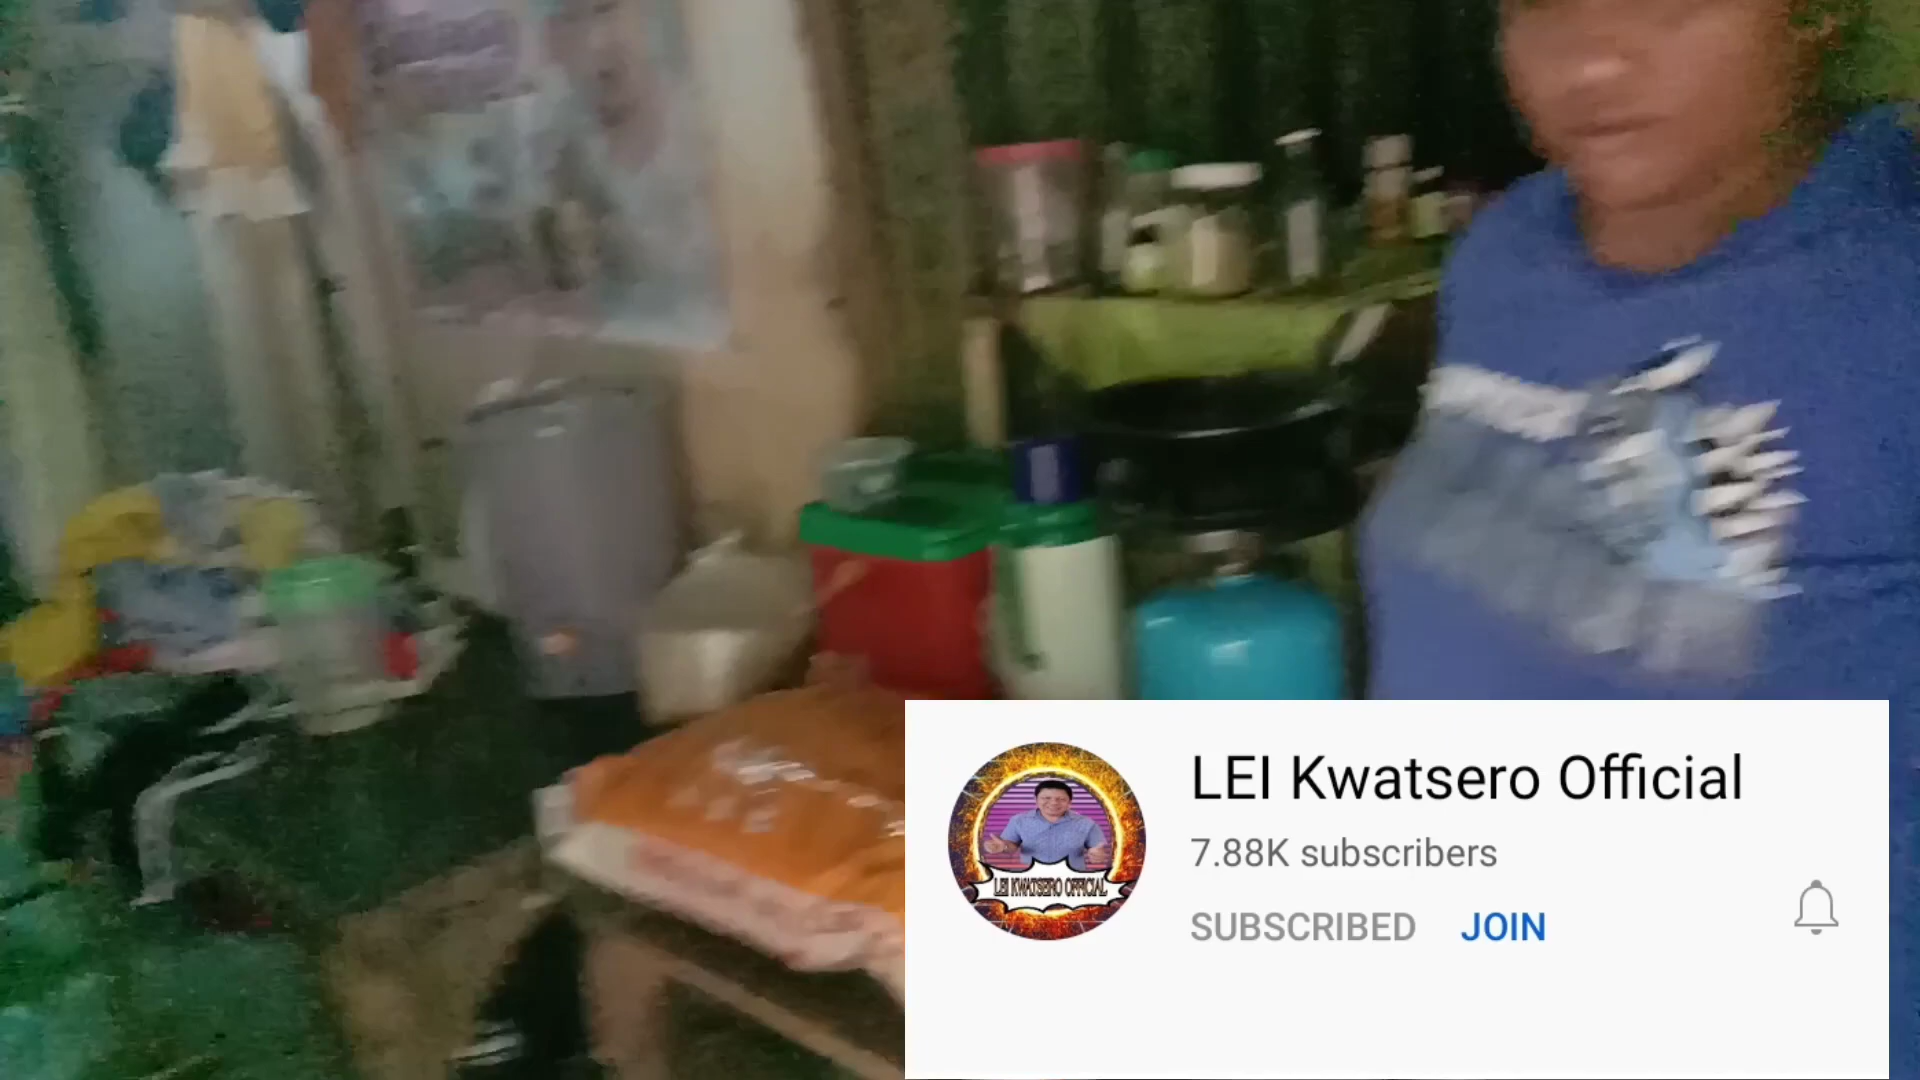 LEI Kwatsero Official
7.88K subscribers
SUBSCRIBED JOIN
LEI KWATSERO OFFICIAL